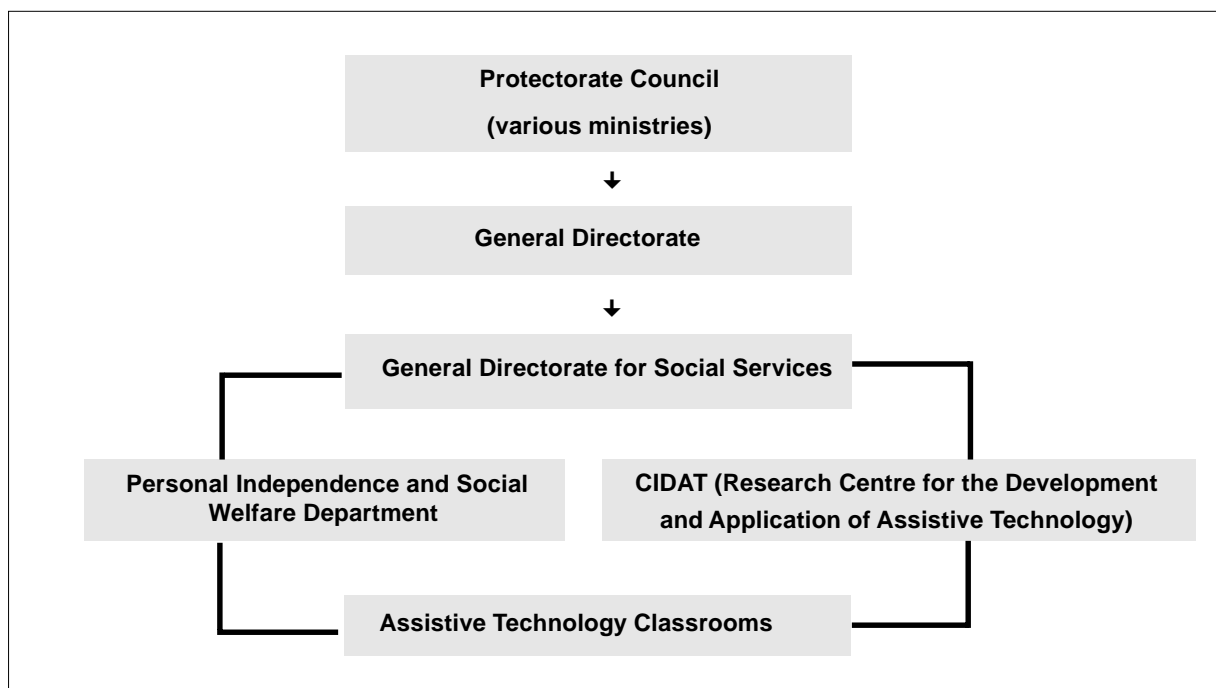 Protectorate Council
(various ministries)
General Directorate
General Directorate for Social Services
Personal Independence and Social
Welfare Department
CIDAT (Research Centre for the Development
and Application of Assistive Technology)
Assistive Technology Classrooms